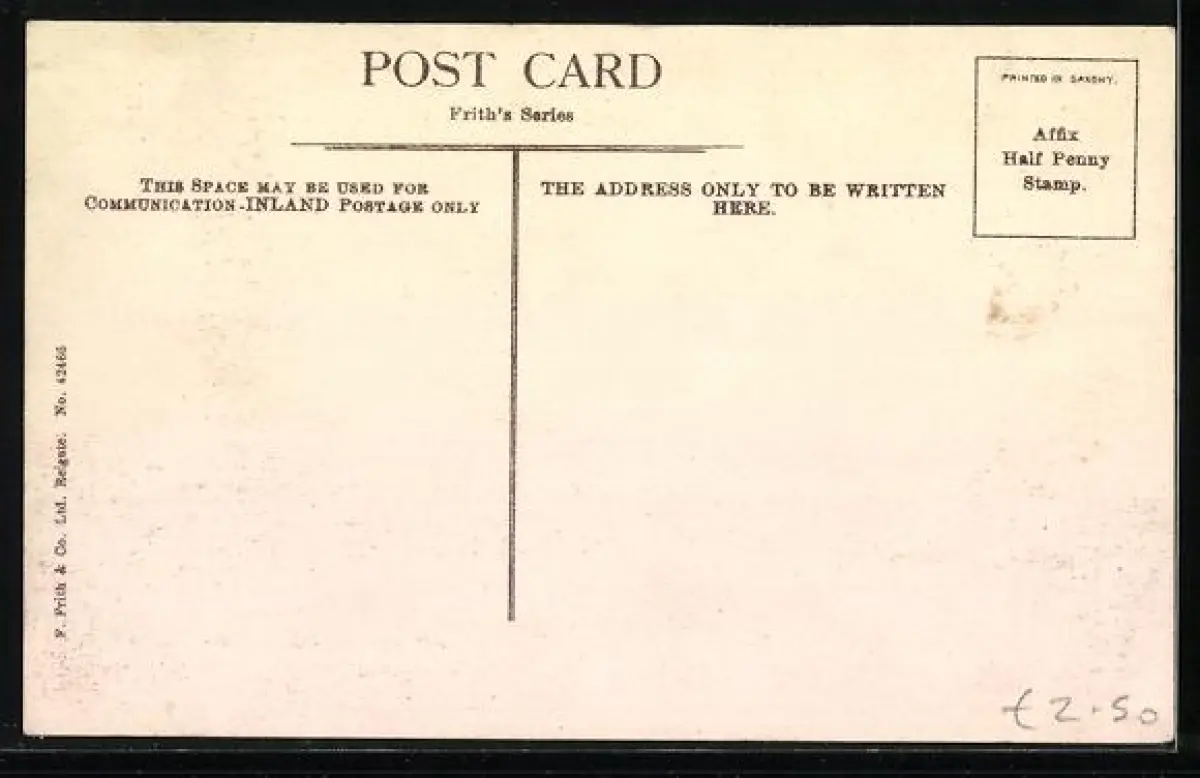 POST CARD
Frith's Series
PRINTED IN SAXONY.
Affix
Half Penny
Stamp.
THIS SPACE MAY BE USED FOR
COMMUNICATION-INLAND POSTAGE ONLY
THE ADDRESS ONLY TO BE WRITTEN
HERE.
F. Frith & Co. Ltd. Reigate. No. 42466
£2.50